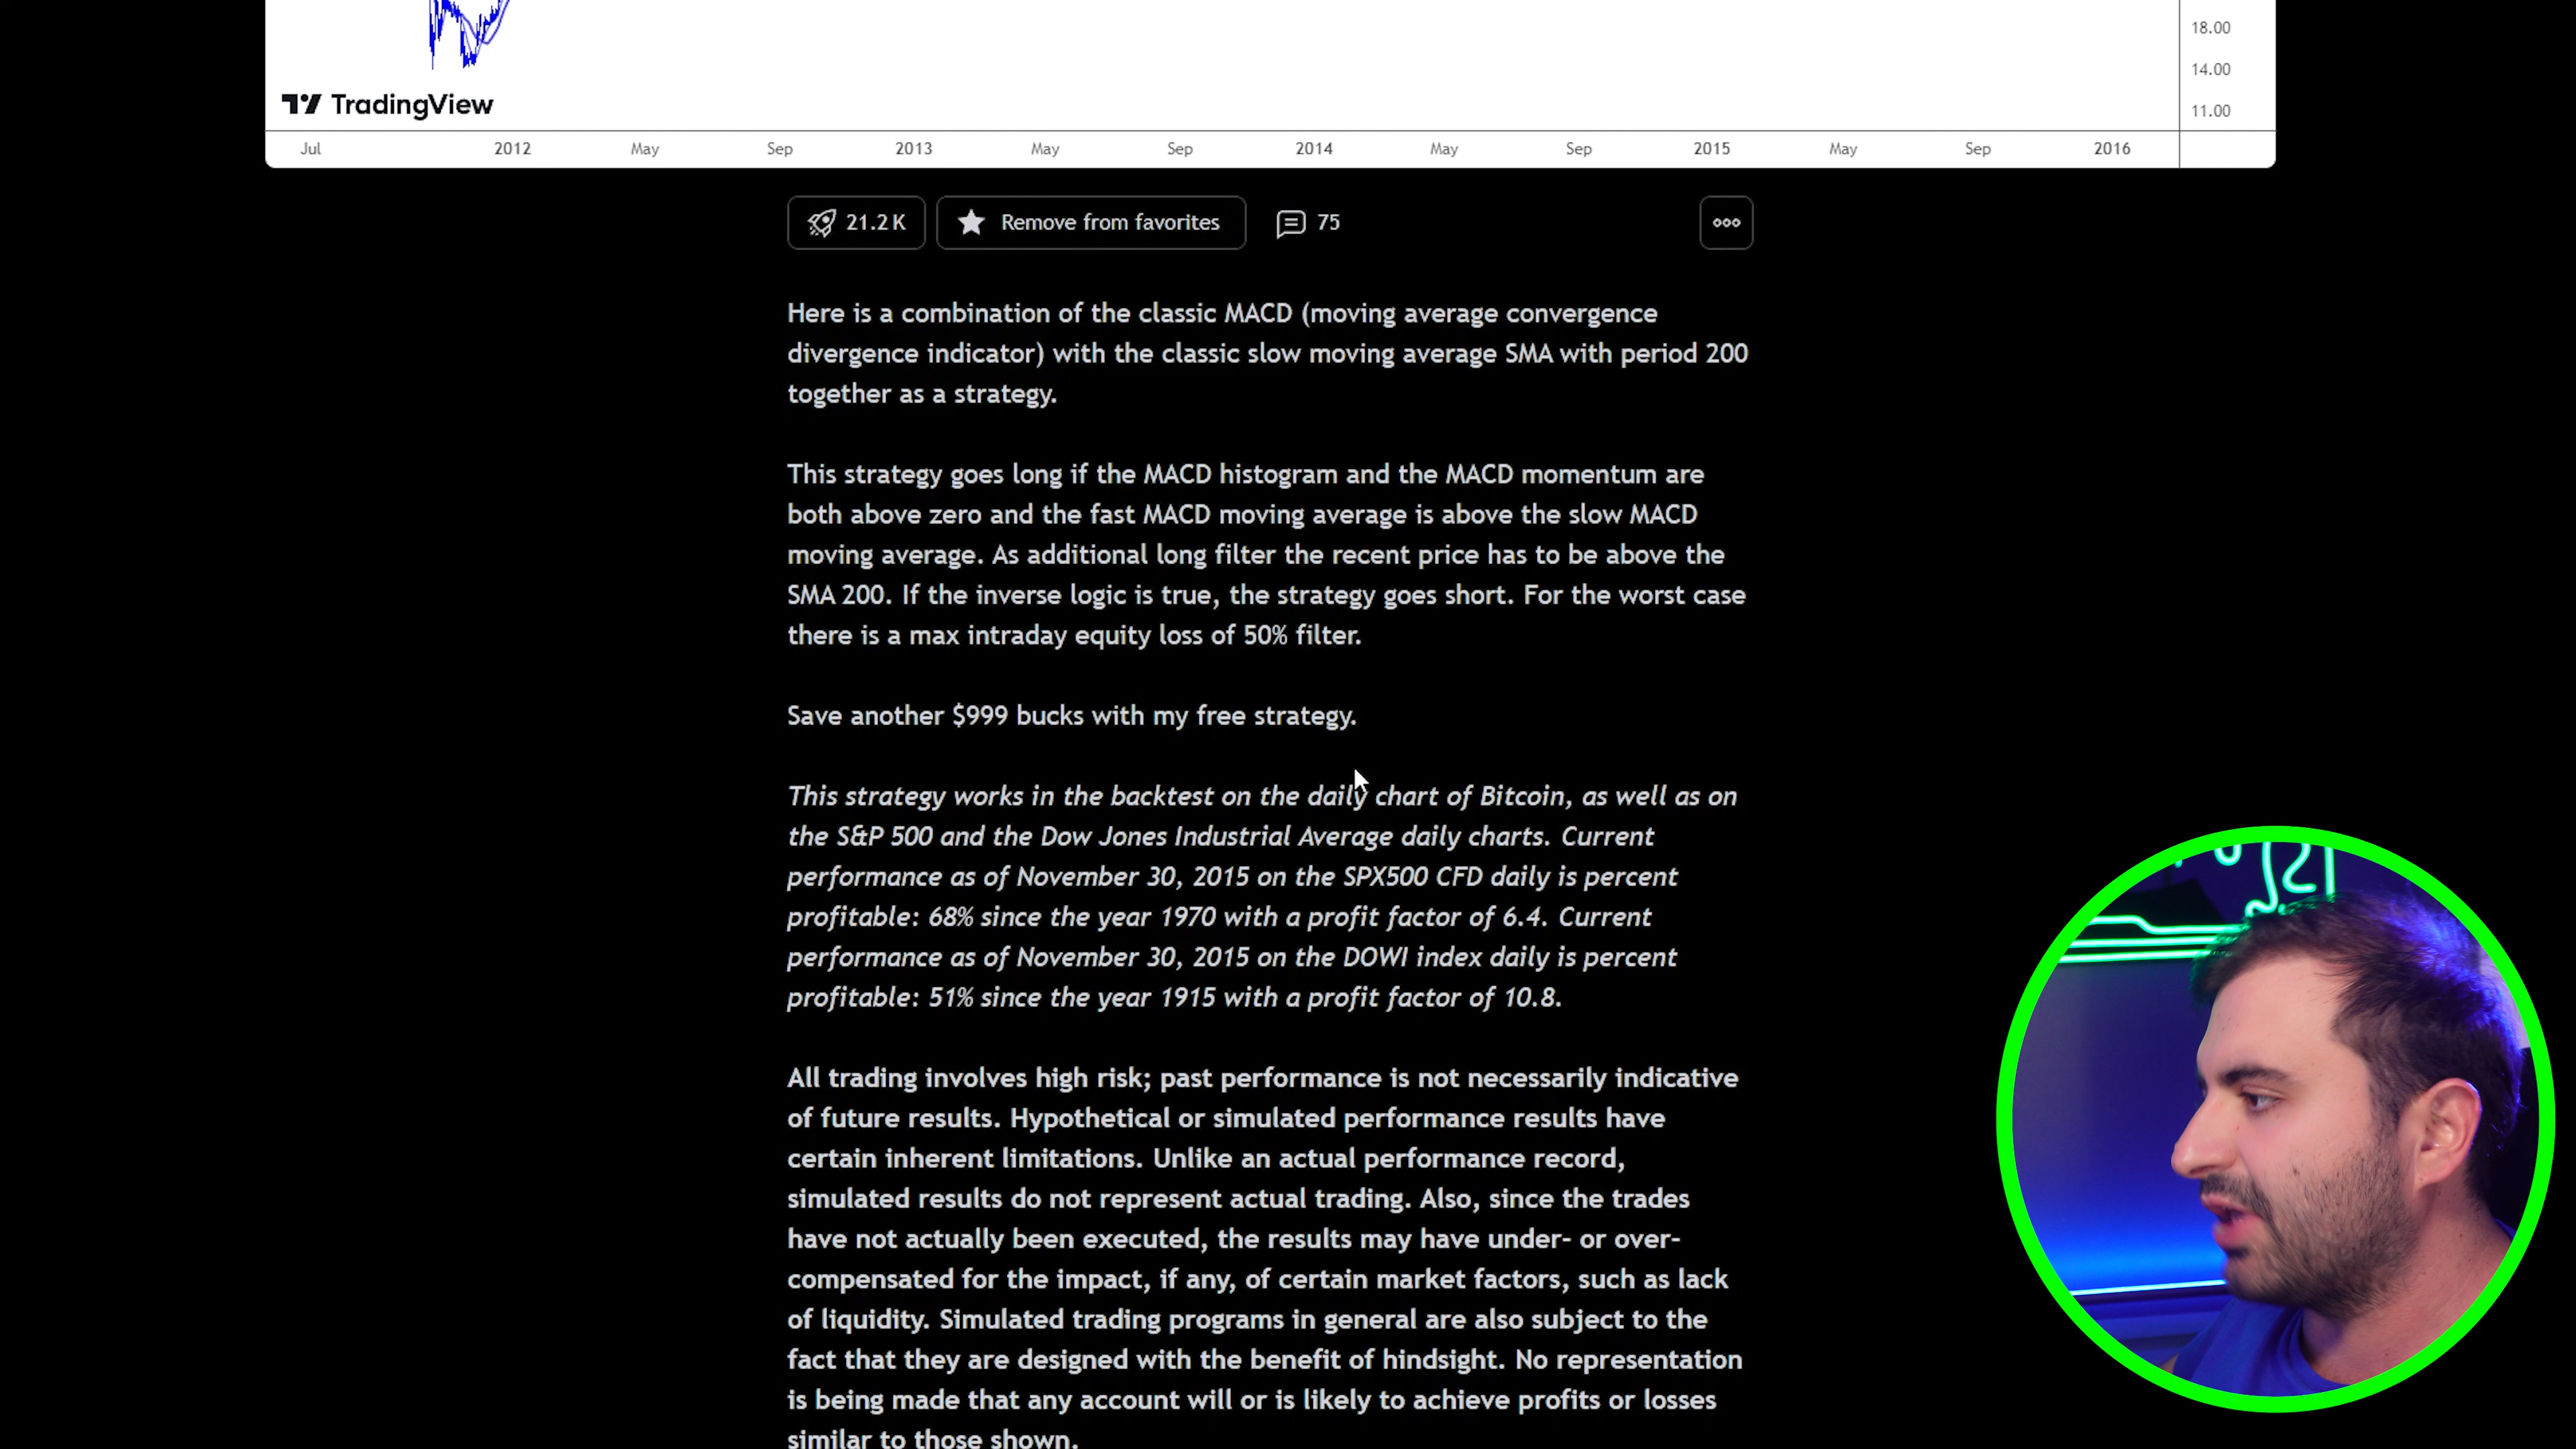 18.00
14.00
11.00
TradingView
Jul 2012 May Sep 2013 May Sep 2014 May Sep 2015 May Sep 2016
21.2 K Remove from favorites 75
Here is a combination of the classic MACD (moving average convergence
divergence indicator) with the classic slow moving average SMA with period 200
together as a strategy.
This strategy goes long if the MACD histogram and the MACD momentum are
both above zero and the fast MACD moving average is above the slow MACD
moving average. As additional long filter the recent price has to be above the
SMA 200. If the inverse logic is true, the strategy goes short. For the worst case
there is a max intraday equity loss of 50% filter.
Save another $999 bucks with my free strategy.
This strategy works in the backtest on the daily chart of Bitcoin, as well as on
the S&P 500 and the Dow Jones Industrial Average daily charts. Current
performance as of November 30, 2015 on the SPX500 CFD daily is percent
profitable: 68% since the year 1970 with a profit factor of 6.4. Current
performance as of November 30, 2015 on the DOWI index daily is percent
profitable: 51% since the year 1915 with a profit factor of 10.8.
All trading involves high risk; past performance is not necessarily indicative
of future results. Hypothetical or simulated performance results have
certain inherent limitations. Unlike an actual performance record,
simulated results do not represent actual trading. Also, since the trades
have not actually been executed, the results may have under- or over-
compensated for the impact, if any, of certain market factors, such as lack
of liquidity. Simulated trading programs in general are also subject to the
fact that they are designed with the benefit of hindsight. No representation
is being made that any account will or is likely to achieve profits or losses
similar to those shown.